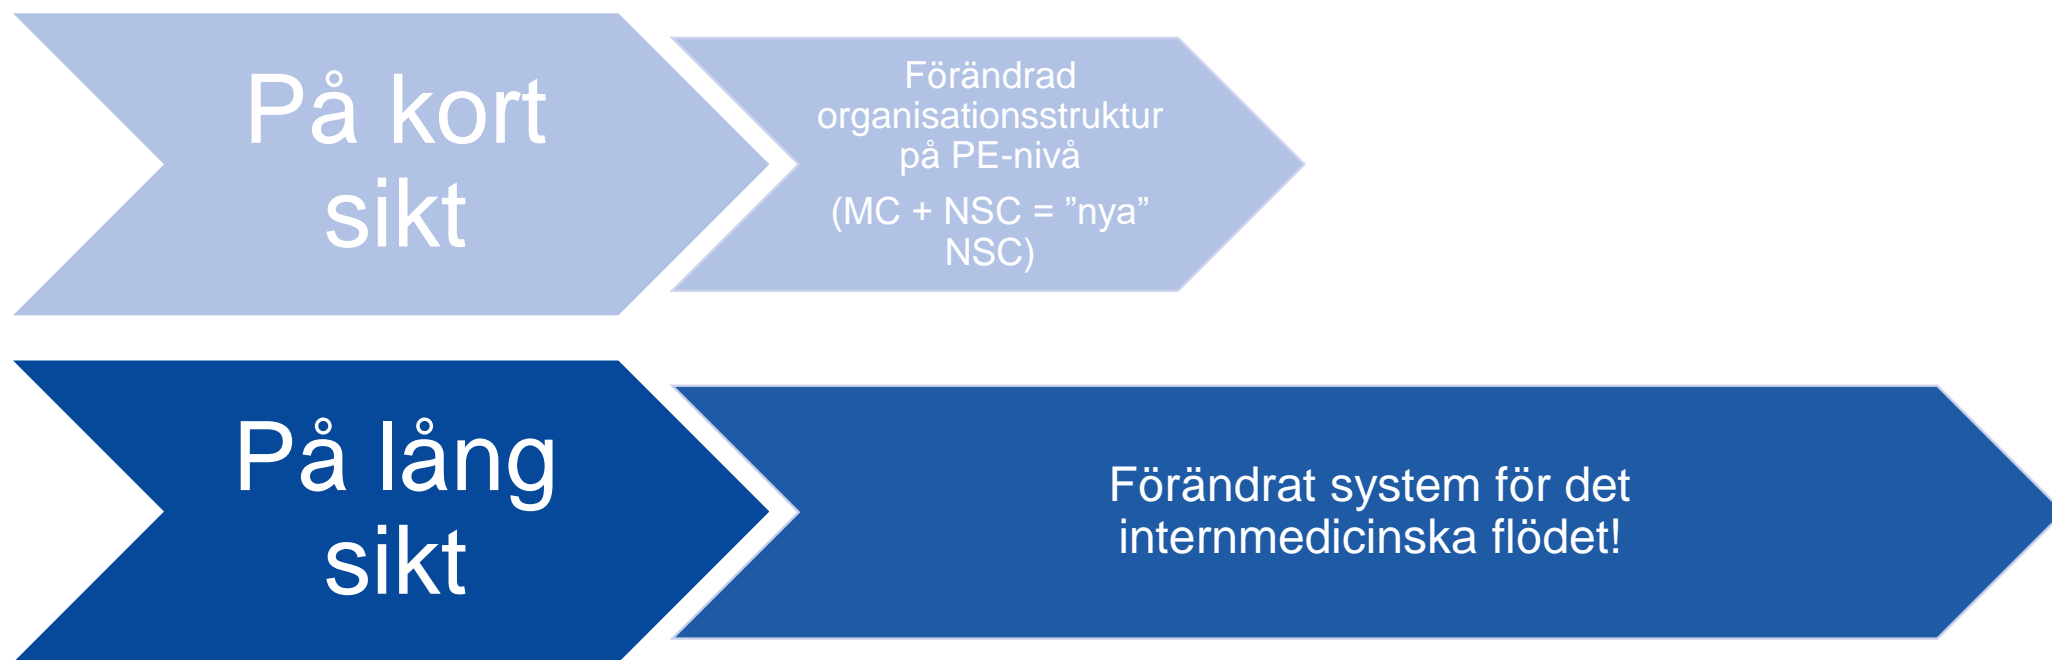 På kort
sikt
Förändrad
organisationsstruktur
på PE-nivå
(MC + NSC = ”nya”
NSC)
På lång
sikt
Förändrat system för det
internmedicinska flödet!